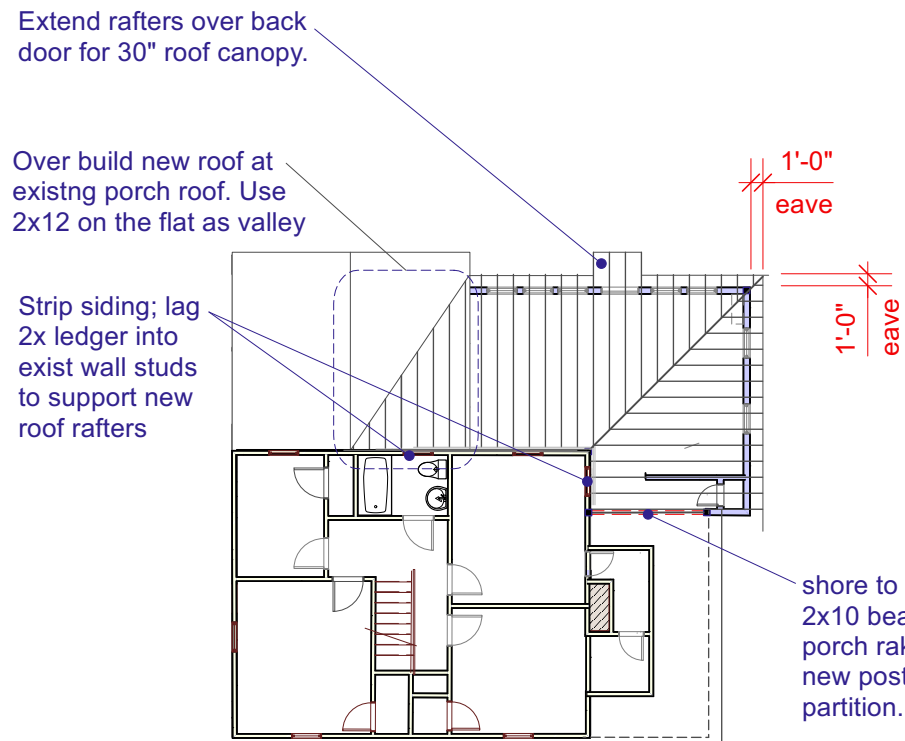 Extend rafters over back
door for 30" roof canopy.
Over build new roof at
existng porch roof. Use
2x12 on the flat as valley
Strip siding; lag
2x ledger into
exist wall studs
to support new
roof rafters
1'-0"
eave
1'-0"
eave
shore to
2x10 bea
porch rak
new post
partition.